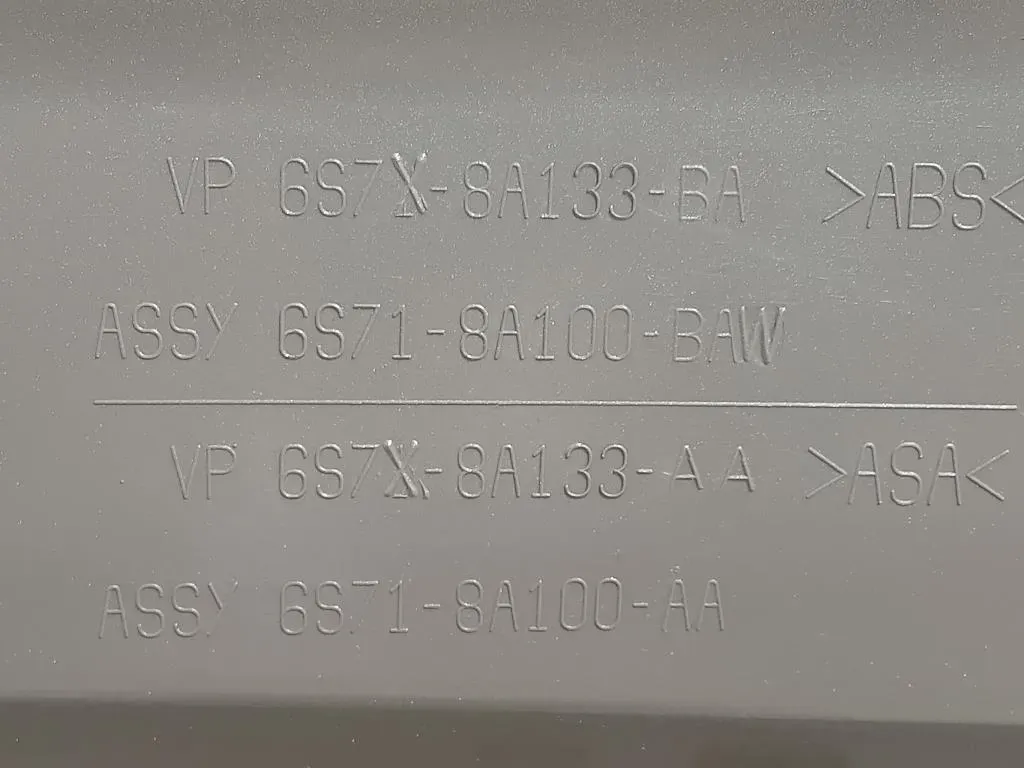 VP 6S7X-8A133-BA >ABS<
ASSY 6S71-8A100-BAW
VP 6S7X-8A133-AA >ASA<
ASSY 6S71-8A100-AA